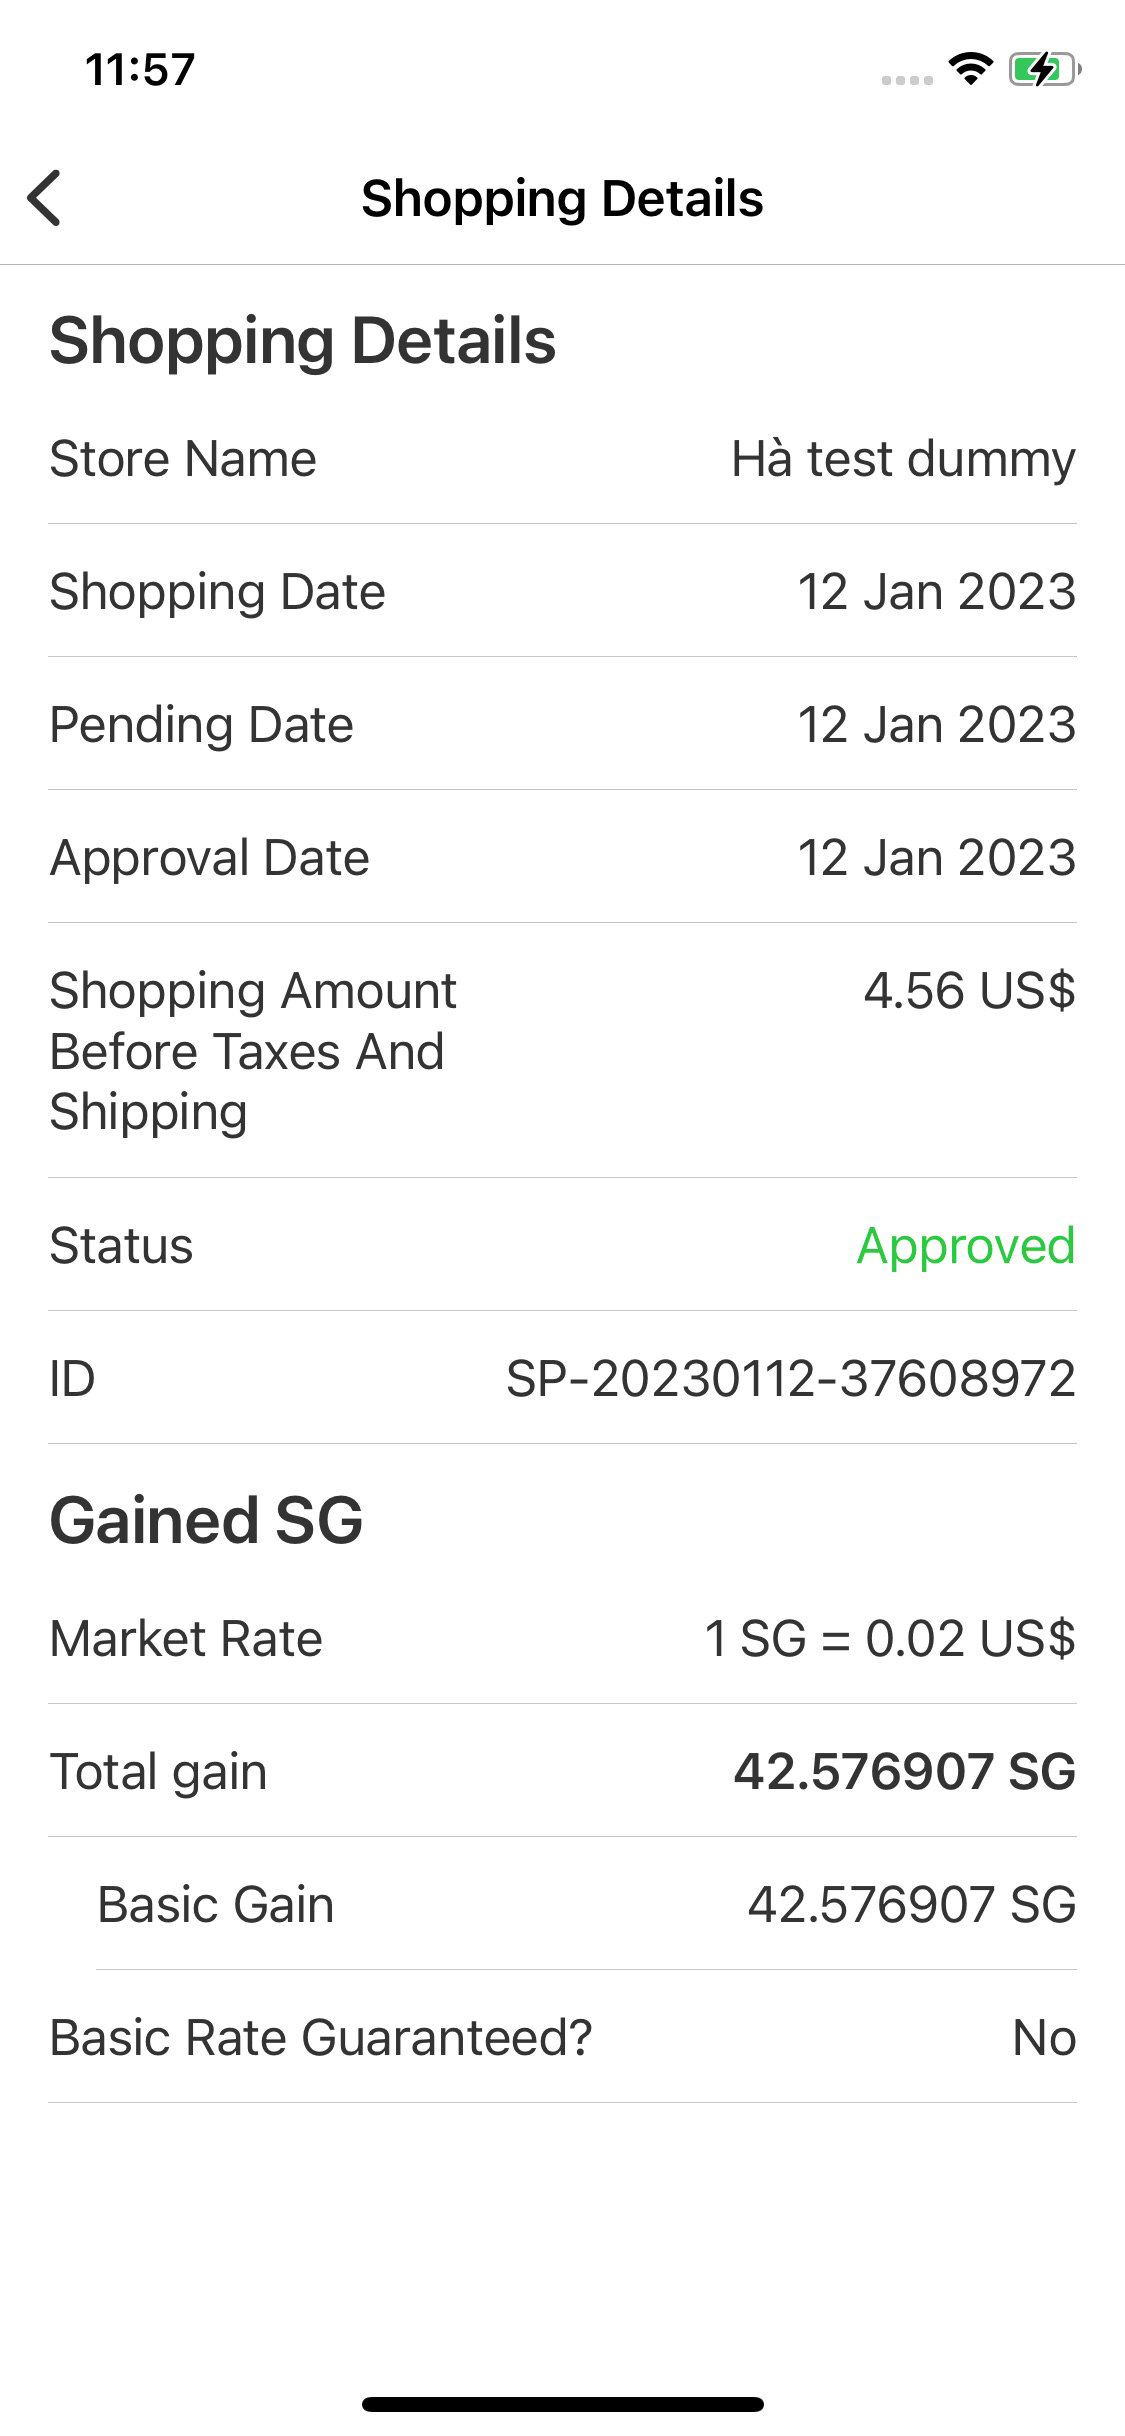 11:57
Shopping Details
Shopping Details
Store Name Hà test dummy
Shopping Date 12 Jan 2023
Pending Date 12 Jan 2023
Approval Date 12 Jan 2023
Shopping Amount 4.56 US$
Before Taxes And
Shipping
Status Approved
ID SP-20230112-37608972
Gained SG
Market Rate 1 SG = 0.02 US$
Total gain 42.576907 SG
Basic Gain 42.576907 SG
Basic Rate Guaranteed? No